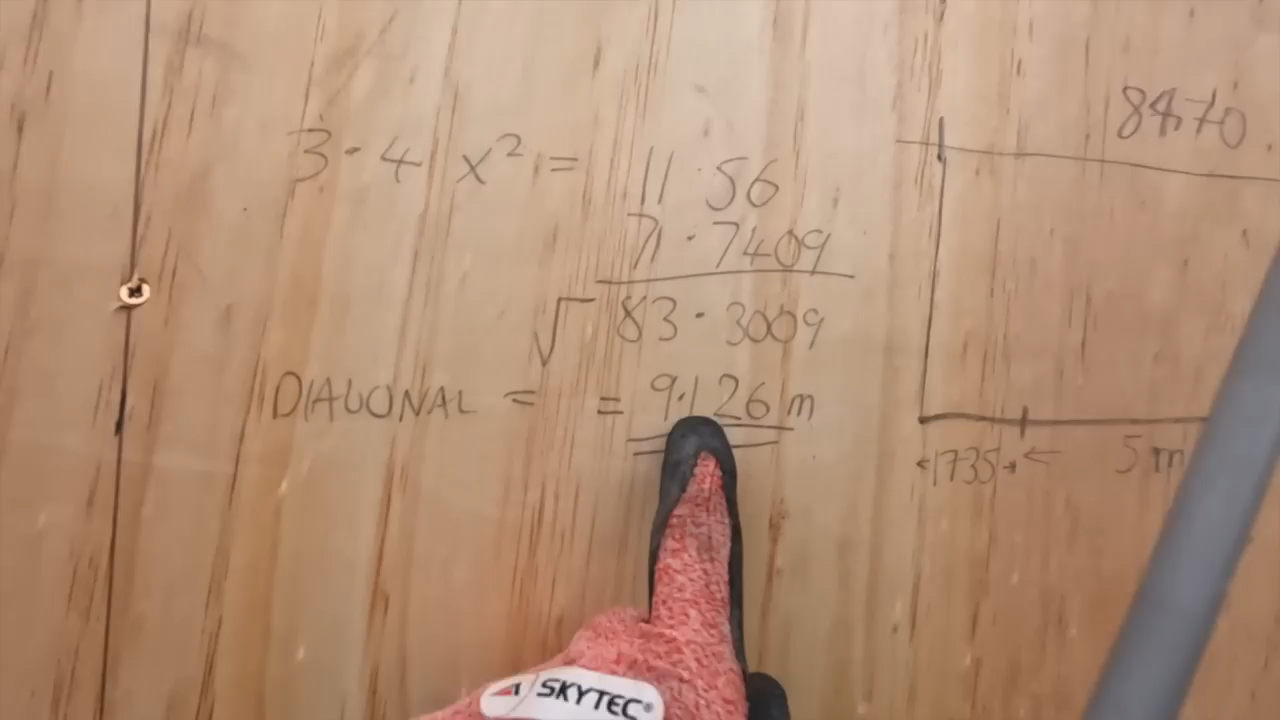 3.4 x² = 11.56
71.7409
√83.3009
DIAGONAL = = 9.126 m
8470
1735
5 m
SKYTEC®